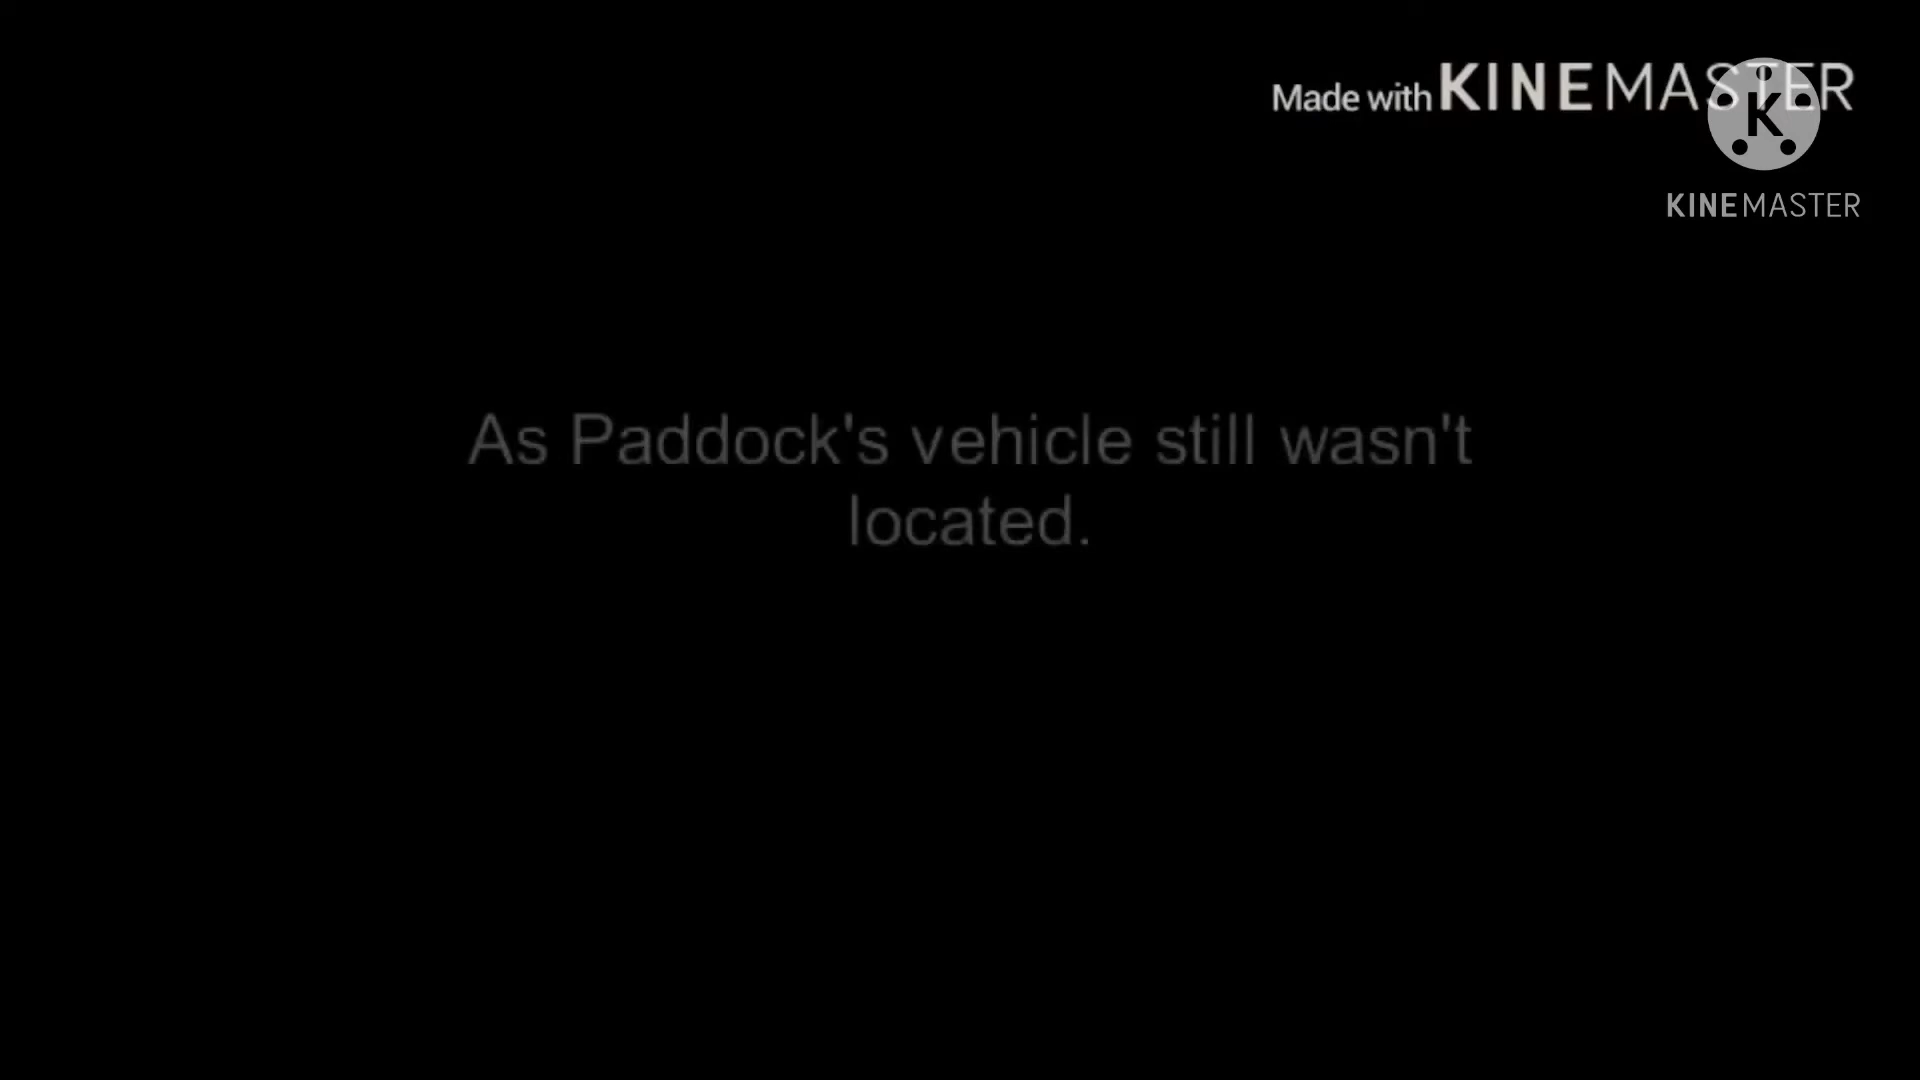 Made with KINEMASTER
K
KINEMASTER
As Paddock's vehicle still wasn't
located.